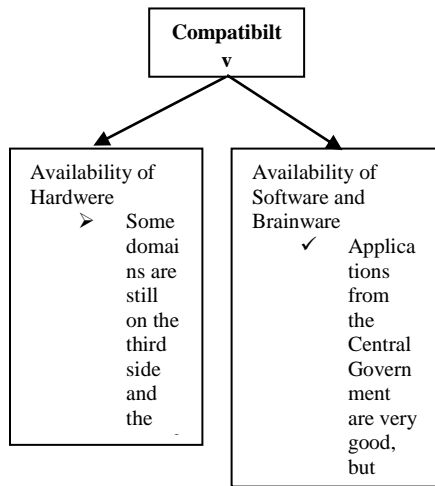 Compatibilt
Availability of
Hardwere
➢ Some
domai
ns are
still
on the
third
side
and
the
Availability of
Software and
Brainware
✓ Applica
tions
from
the
Central
Govern
ment
are very
good,
but